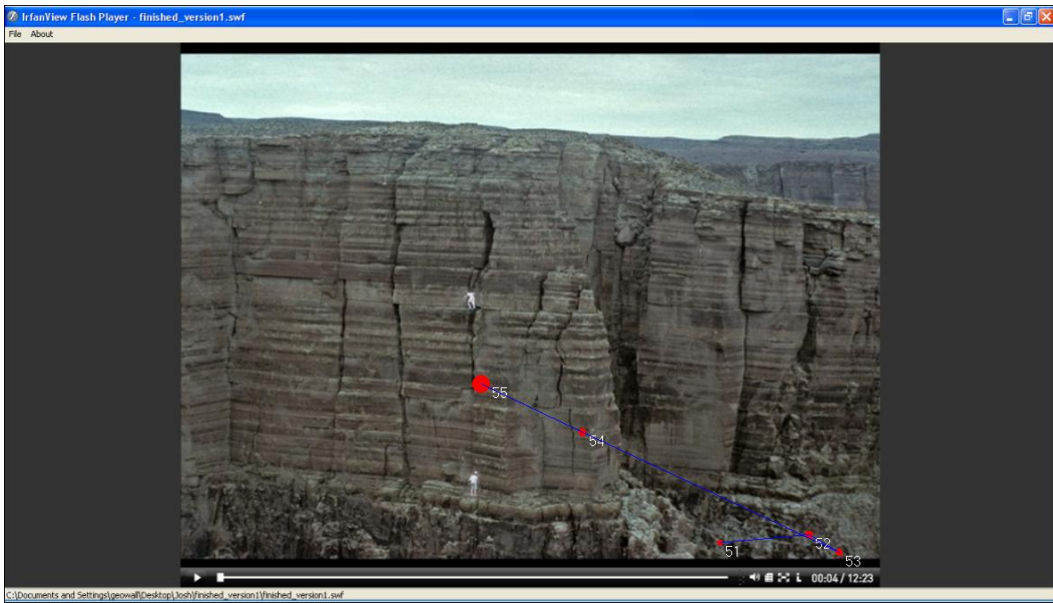 IrfanView Flash Player - finished_version1.swf
File About
55
54
52
51
53
00:04 / 12:23
C:\Documents and Settings\geowall\Desktop\Josh\finished_version1\finished_version1.swf